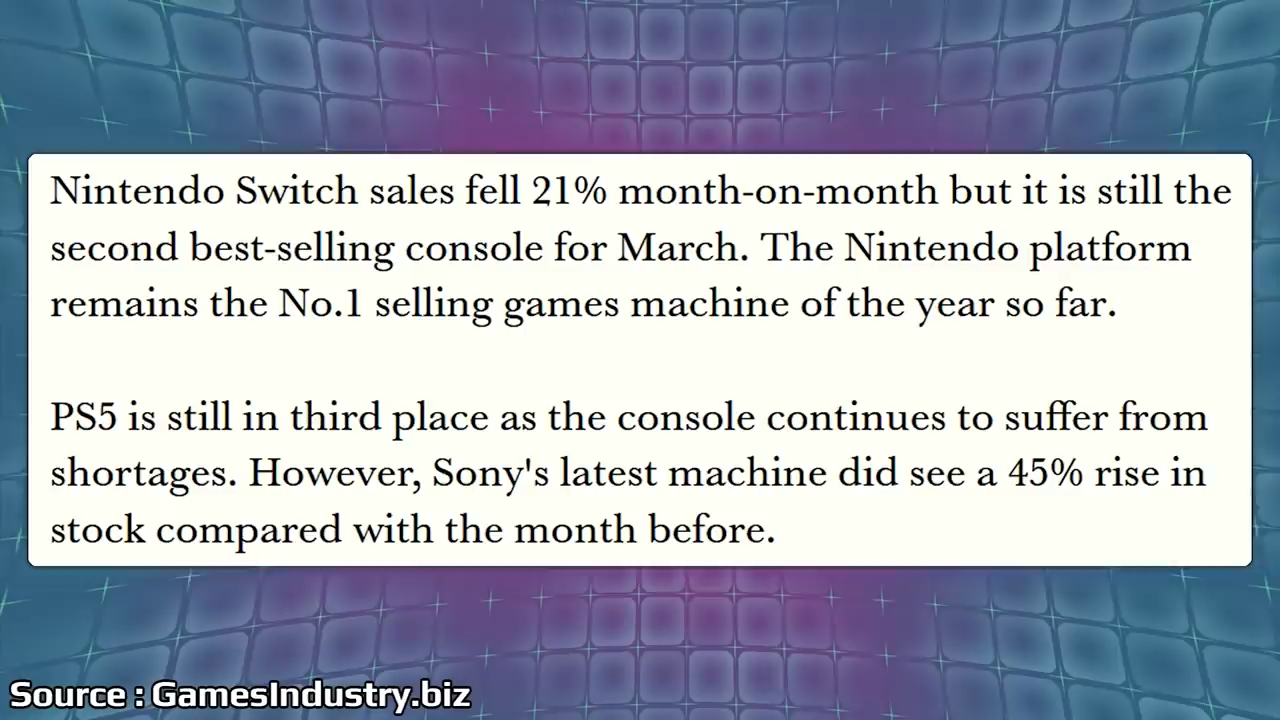 Nintendo Switch sales fell 21% month-on-month but it is still the
second best-selling console for March. The Nintendo platform
remains the No.1 selling games machine of the year so far.
PS5 is still in third place as the console continues to suffer from
shortages. However, Sony's latest machine did see a 45% rise in
stock compared with the month before.
Source : GamesIndustry.biz